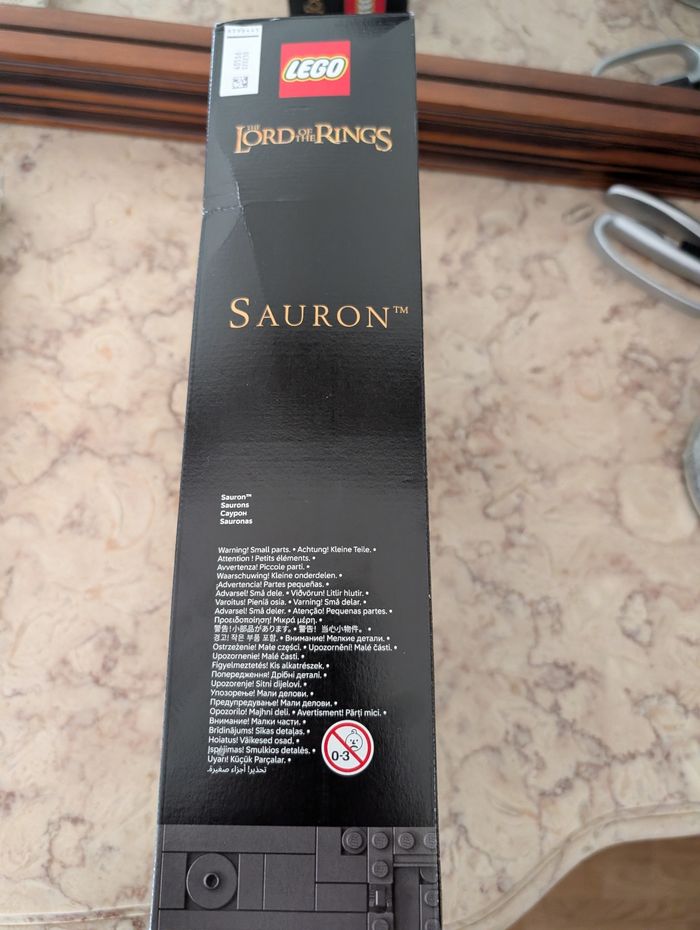 LEGO
THE LORD OF THE RINGS
SAURON™
Sauron™
Saurons
Саурон
Sauronas
Warning! Small parts. • Achtung! Kleine Teile. •
Attention ! Petits éléments. •
Avvertenza! Piccole parti. •
Waarschuwing! Kleine onderdelen. •
¡Advertencia! Partes pequeñas. •
Advarsel! Små dele. • Viðvörun! Litlir hlutir. •
Varoitus! Pieniä osia. • Varning! Små delar. •
Advarsel! Små deler. • Atenção! Pequenas partes. •
Προειδοποίηση! Μικρά μέρη. •
警告!小部品があります。• 警告! 当心小物件。 •
경고! 작은 부품 포함. • Внимание! Мелкие детали. •
Ostrzeżenie! Małe części. • Upozornění! Malé části. •
Upozornenie! Malé časti. •
Figyelmeztetés! Kis alkatrészek. •
Попередження! Дрібні деталі. •
Upozorenje! Sitni dijelovi. •
Упозорење! Мали делови. •
Предупредување! Мали делови. •
Opozorilo! Majhni deli. • Avertisment! Părți mici. •
Внимание! Малки части. •
Brīdinājums! Sīkas detaļas. •
Hoiatus! Väikesed osad. •
Įspėjimas! Smulkios detalės. •
Uyarı! Küçük Parçalar. •
تحذير! أجزاء صغيرة.
0-3